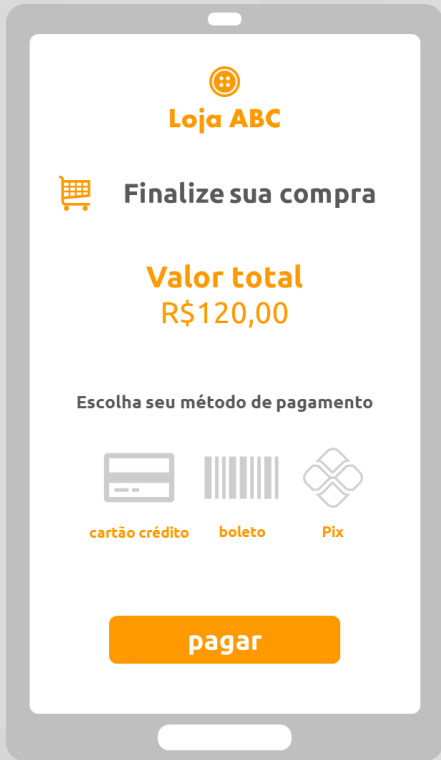 Loja ABC
Finalize sua compra
Valor total
R$120,00
Escolha seu método de pagamento
cartão crédito boleto Pix
pagar